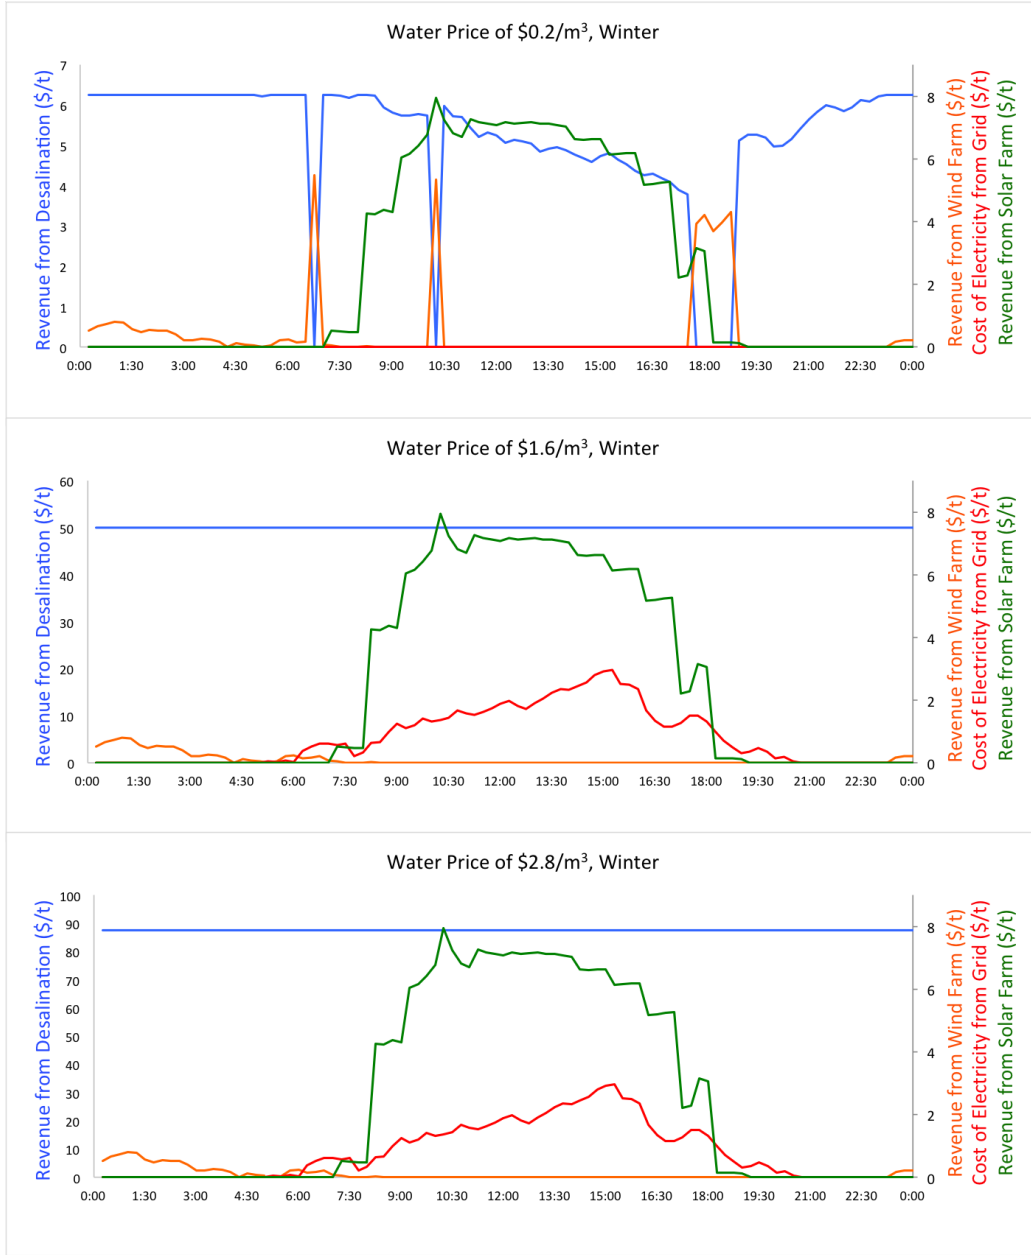 Water Price of $0.2/m³, Winter
Revenue from Desalination ($/t)
7
6
5
4
3
2
1
0
8
6
4
2
0
Revenue from Wind Farm ($/t)
Cost of Electricity from Grid ($/t)
Revenue from Solar Farm ($/t)
0:00 1:30 3:00 4:30 6:00 7:30 9:00 10:30 12:00 13:30 15:00 16:30 18:00 19:30 21:00 22:30 0:00
Water Price of $1.6/m³, Winter
Revenue from Desalination ($/t)
60
50
40
30
20
10
0
8
6
4
2
0
Revenue from Wind Farm ($/t)
Cost of Electricity from Grid ($/t)
Revenue from Solar Farm ($/t)
0:00 1:30 3:00 4:30 6:00 7:30 9:00 10:30 12:00 13:30 15:00 16:30 18:00 19:30 21:00 22:30 0:00
Water Price of $2.8/m³, Winter
Revenue from Desalination ($/t)
100
90
80
70
60
50
40
30
20
10
0
8
6
4
2
0
Revenue from Wind Farm ($/t)
Cost of Electricity from Grid ($/t)
Revenue from Solar Farm ($/t)
0:00 1:30 3:00 4:30 6:00 7:30 9:00 10:30 12:00 13:30 15:00 16:30 18:00 19:30 21:00 22:30 0:00